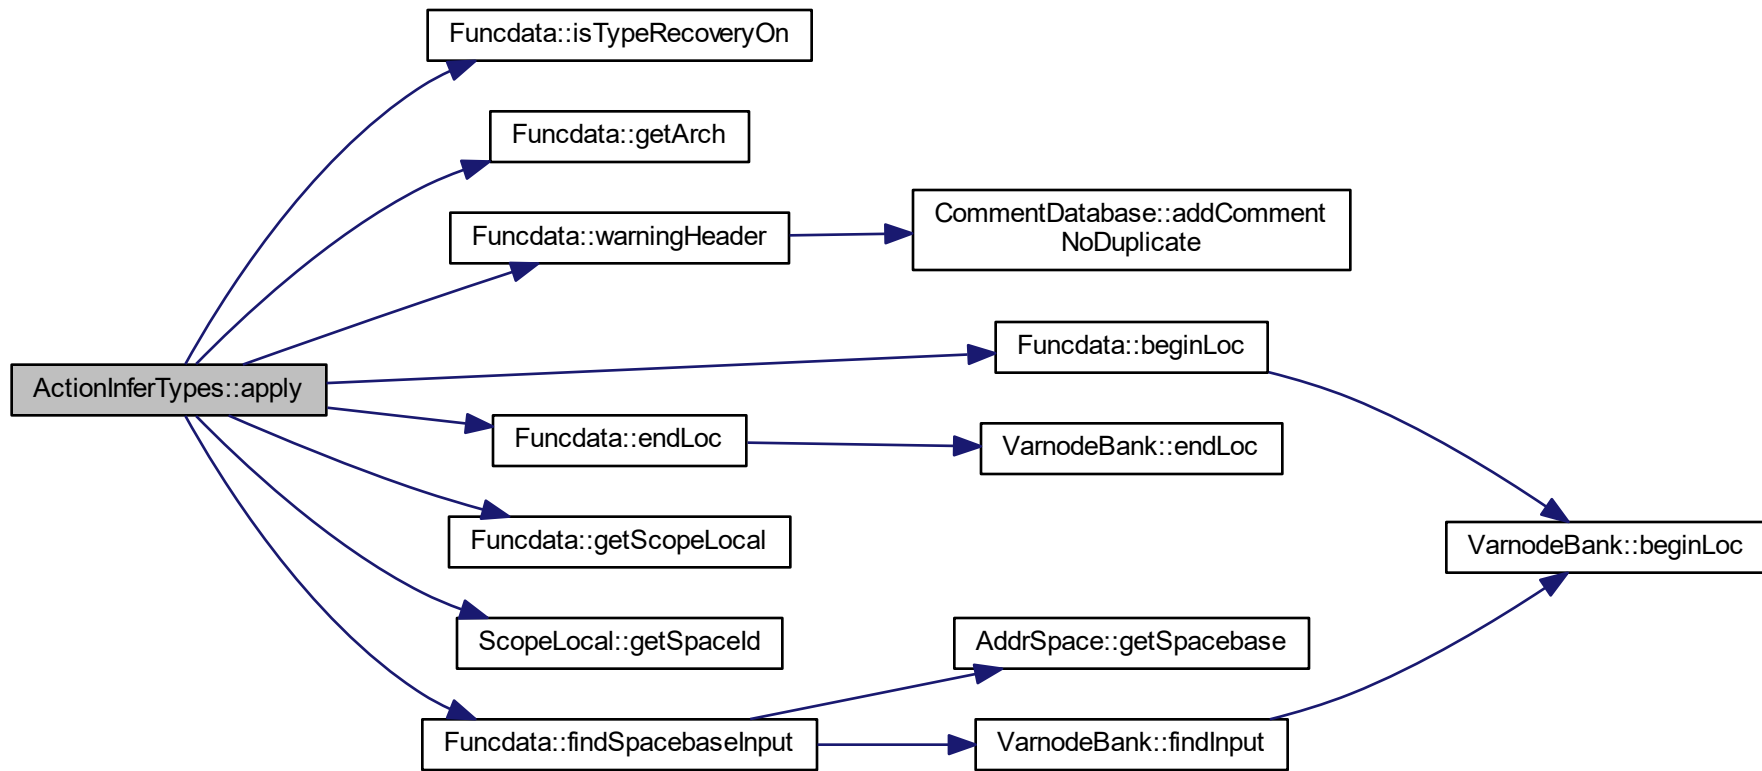 Funcdata::isTypeRecoveryOn
Funcdata::getArch
CommentDatabase::addComment
NoDuplicate
Funcdata::warningHeader
Funcdata::beginLoc
ActionInferTypes::apply
Funcdata::endLoc
VarnodeBank::endLoc
Funcdata::getScopeLocal
VarnodeBank::beginLoc
ScopeLocal::getSpaceId
AddrSpace::getSpacebase
Funcdata::findSpacebaseInput
VarnodeBank::findInput